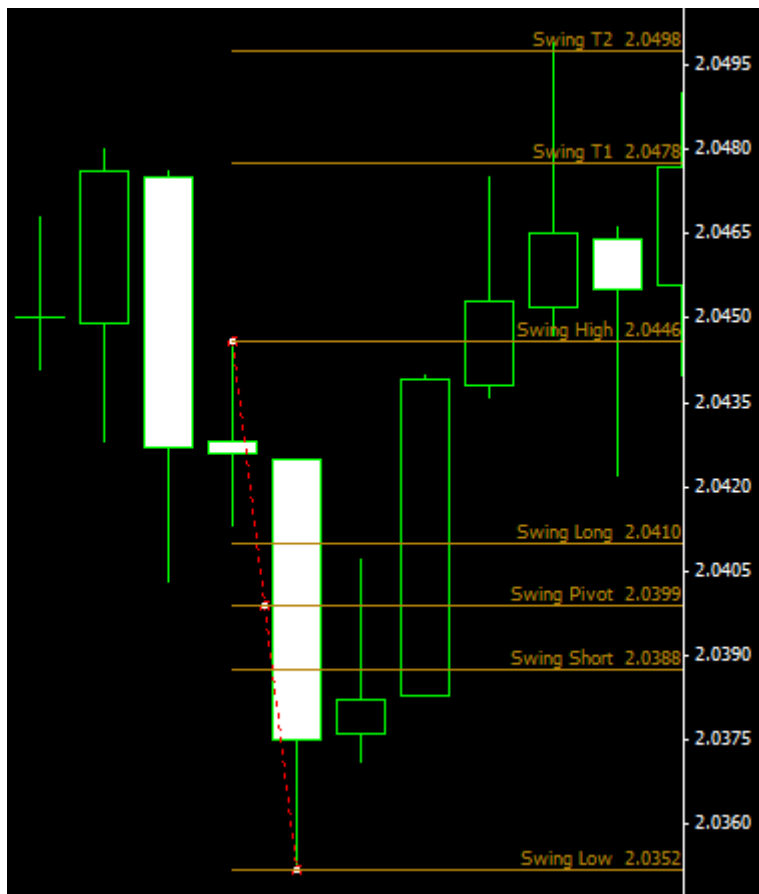 Swing T2 2.0498
2.0495
2.0480
Swing T1 2.0478
2.0465
2.0450
Swing High 2.0446
2.0435
2.0420
Swing Long 2.0410
2.0405
Swing Pivot 2.0399
2.0390
Swing Short 2.0388
2.0375
2.0360
Swing Low 2.0352